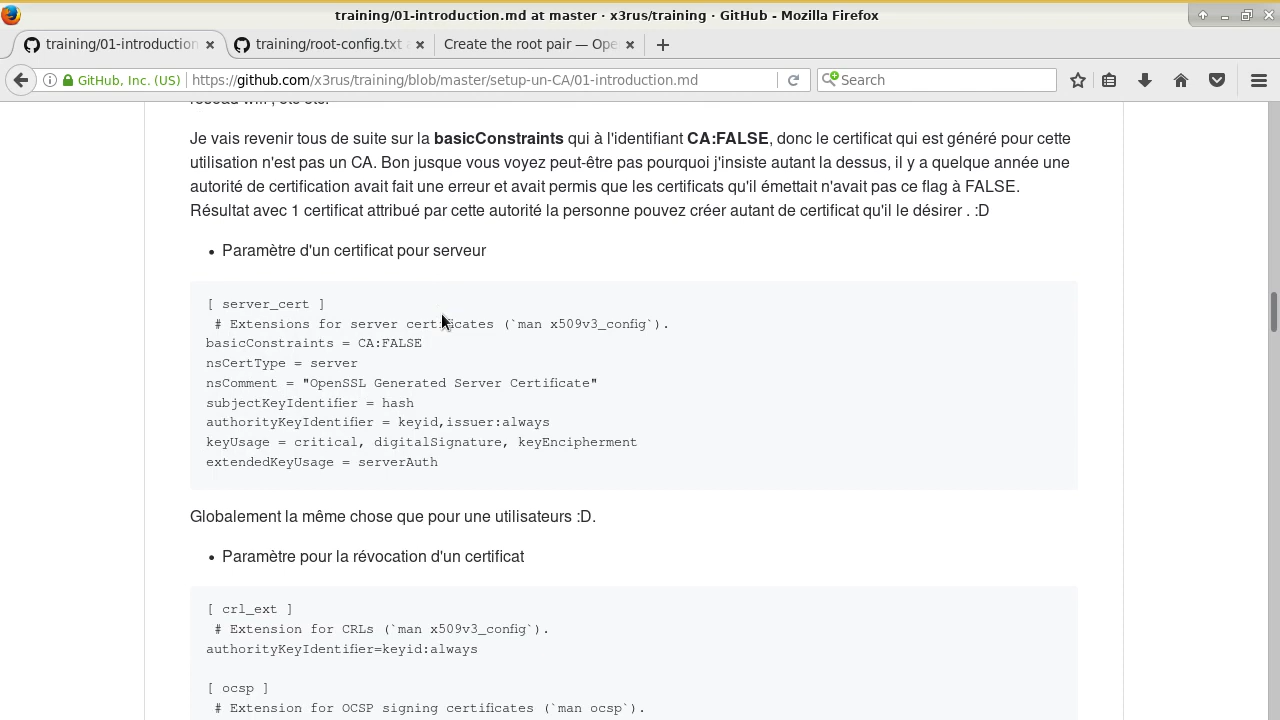 training/01-introduction.md at master · x3rus/training · GitHub - Mozilla Firefox
training/01-introduction
training/root-config.txt a
Create the root pair — Ope
GitHub, Inc. (US)
https://github.com/x3rus/training/blob/master/setup-un-CA/01-introduction.md
Search
réseau wifi , etc etc.
Je vais revenir tous de suite sur la basicConstraints qui à l'identifiant CA:FALSE, donc le certificat qui est généré pour cette
utilisation n'est pas un CA. Bon jusque vous voyez peut-être pas pourquoi j'insiste autant la dessus, il y a quelque année une
autorité de certification avait fait une erreur et avait permis que les certificats qu'il émettait n'avait pas ce flag à FALSE.
Résultat avec 1 certificat attribué par cette autorité la personne pouvez créer autant de certificat qu'il le désirer . :D
• Paramètre d'un certificat pour serveur
[ server_cert ]
# Extensions for server certificates (`man x509v3_config`).
basicConstraints = CA:FALSE
nsCertType = server
nsComment = "OpenSSL Generated Server Certificate"
subjectKeyIdentifier = hash
authorityKeyIdentifier = keyid,issuer:always
keyUsage = critical, digitalSignature, keyEncipherment
extendedKeyUsage = serverAuth
Globalement la même chose que pour une utilisateurs :D.
• Paramètre pour la révocation d'un certificat
[ crl_ext ]
# Extension for CRLs (`man x509v3_config`).
authorityKeyIdentifier=keyid:always
[ ocsp ]
# Extension for OCSP signing certificates (`man ocsp`).